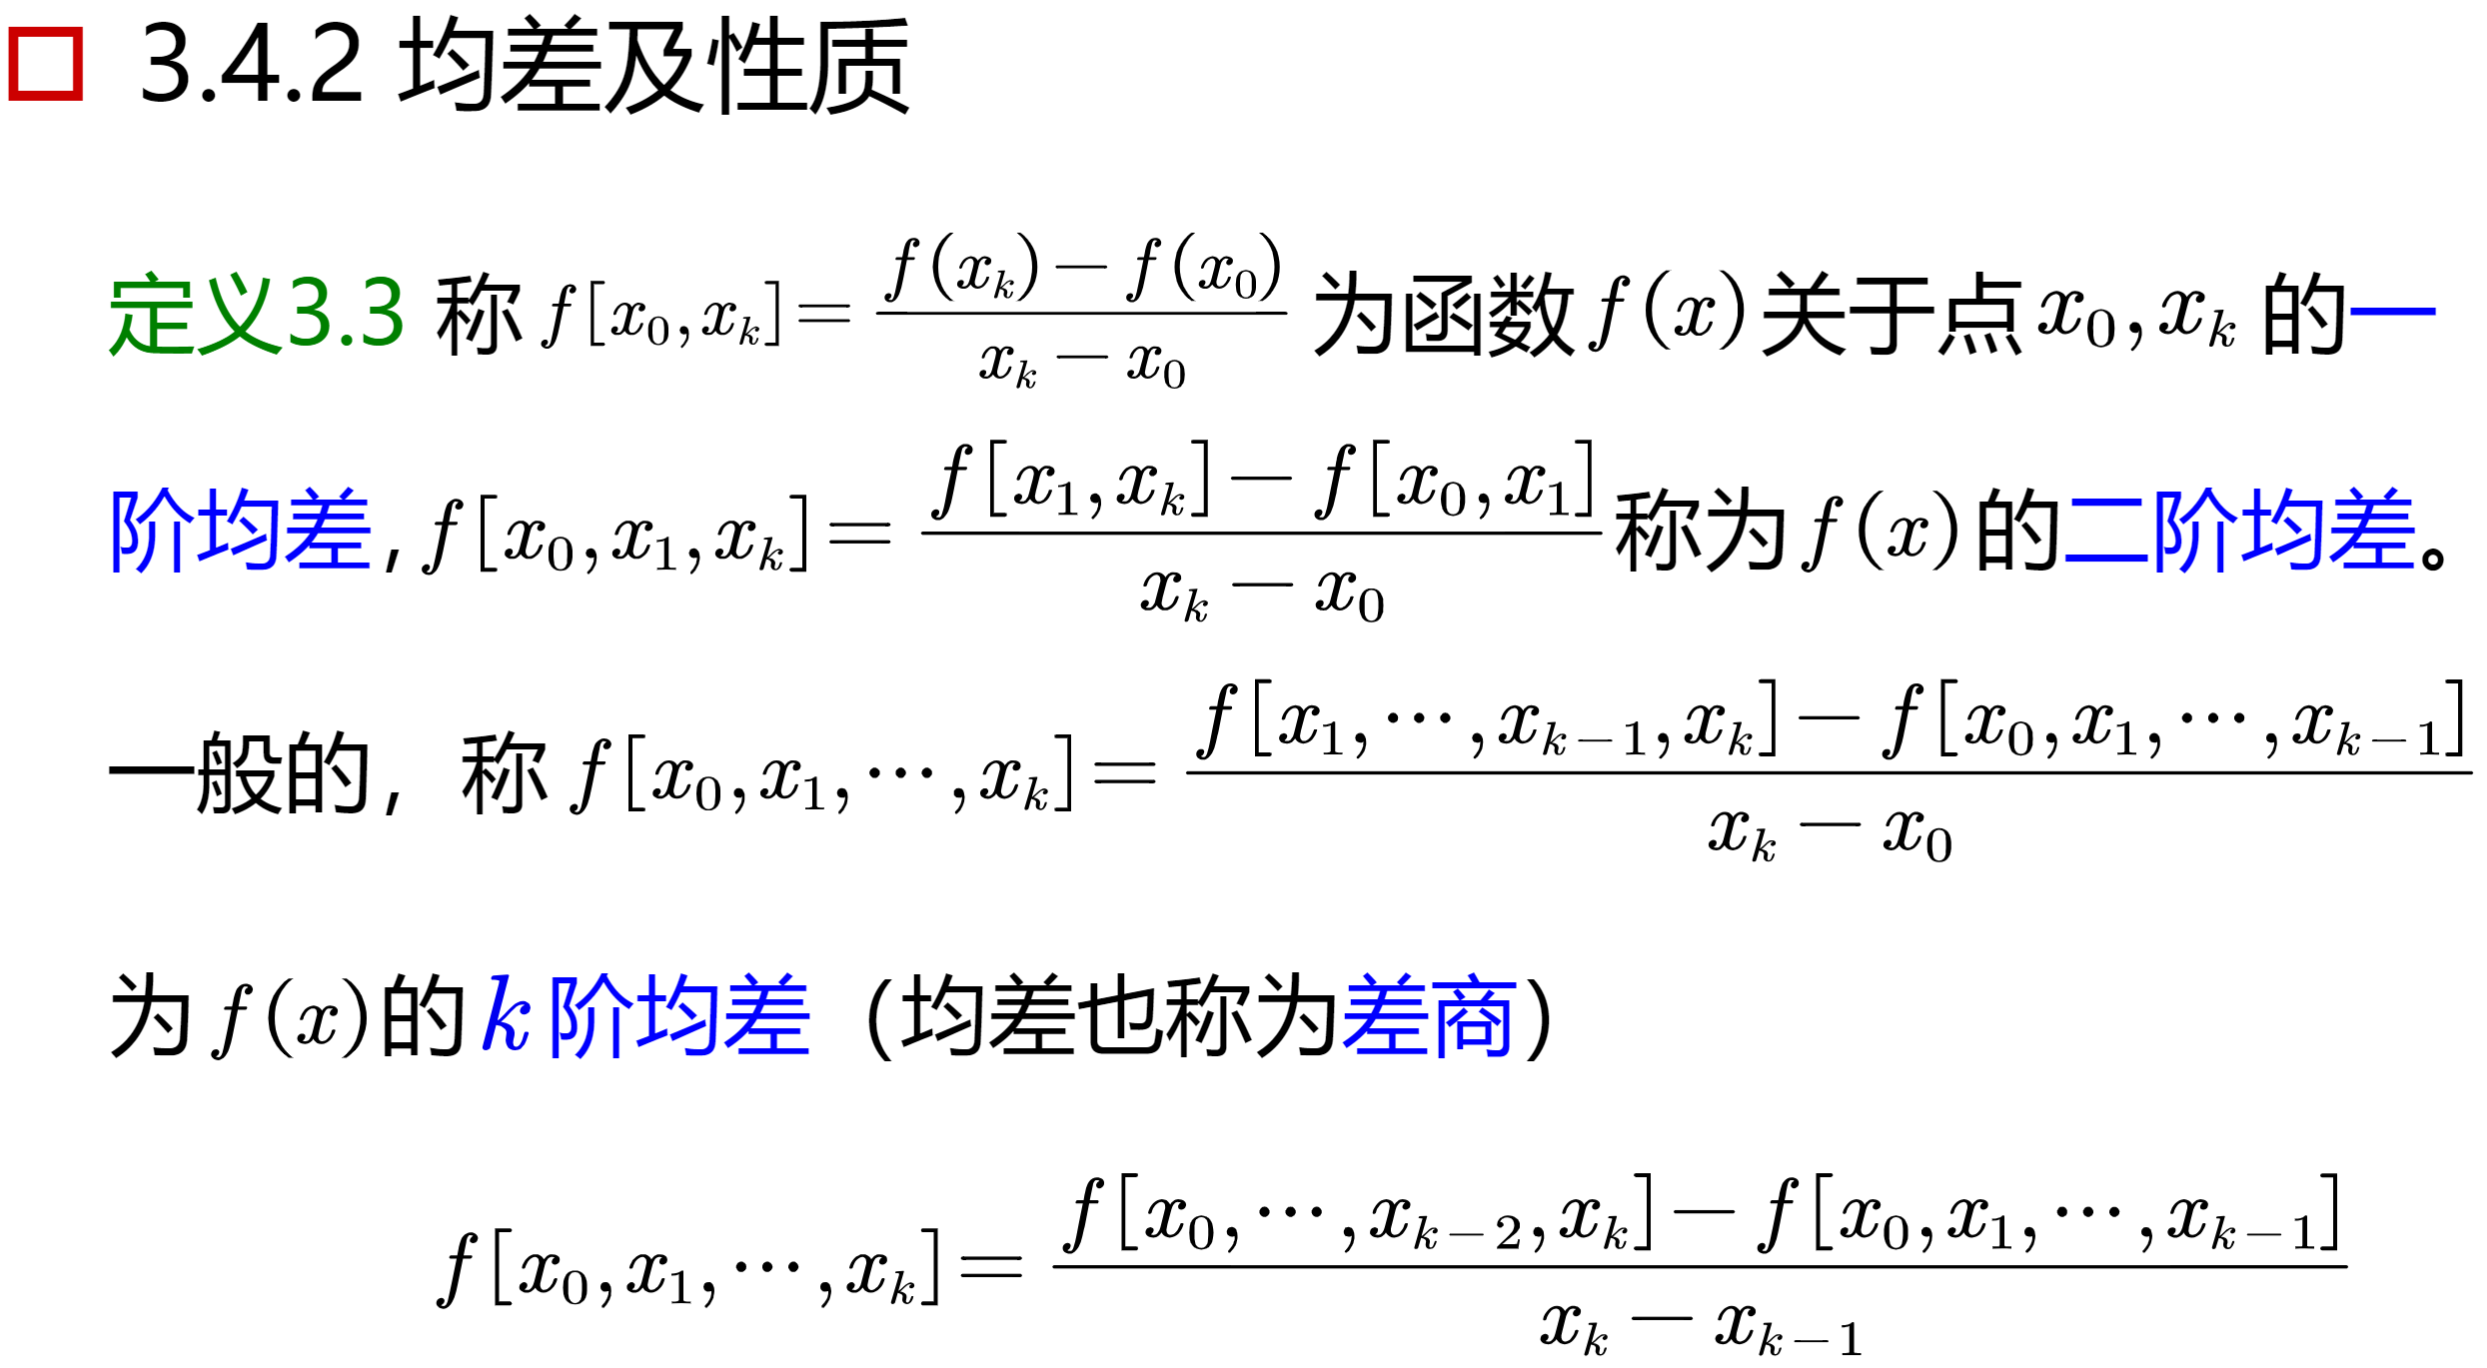 3.4.2 均差及性质
定义3.3 称 $f[x_0,x_k]=\frac{f(x_k)-f(x_0)}{x_k-x_0}$ 为函数 $f(x)$ 关于点 $x_0,x_k$ 的一
阶均差, $f[x_0,x_1,x_k]=\frac{f[x_1,x_k]-f[x_0,x_1]}{x_k-x_0}$ 称为 $f(x)$ 的二阶均差。
一般的，称 $f[x_0,x_1,\cdots,x_k]=\frac{f[x_1,\cdots,x_{k-1},x_k]-f[x_0,x_1,\cdots,x_{k-1}]}{x_k-x_0}$
为 $f(x)$ 的 $k$ 阶均差（均差也称为差商）
$f[x_0,x_1,\cdots,x_k]=\frac{f[x_0,\cdots,x_{k-2},x_k]-f[x_0,x_1,\cdots,x_{k-1}]}{x_k-x_{k-1}}$